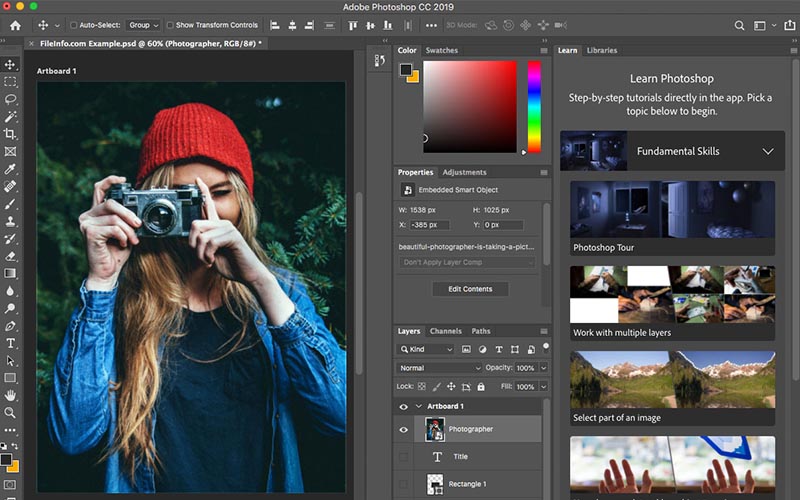 Adobe Photoshop CC 2019
Auto-Select: Group Show Transform Controls 3D Mode:
FileInfo.com Example.psd @ 60% (Photographer, RGB/8#) *
Artboard 1
Color Swatches
Properties Adjustments
Embedded Smart Object
W: 1538 px H: 1025 px
X: -385 px Y: 0 px
beautiful-photographer-is-taking-a-pict...
Don't Apply Layer Comp
Edit Contents
Layers Channels Paths
Kind
Normal Opacity: 100%
Lock: Fill: 100%
Artboard 1
Photographer
T Title
Rectangle 1
Learn Libraries
Learn Photoshop
Step-by-step tutorials directly in the app. Pick a
topic below to begin.
Fundamental Skills
Photoshop Tour
Work with multiple layers
Select part of an image